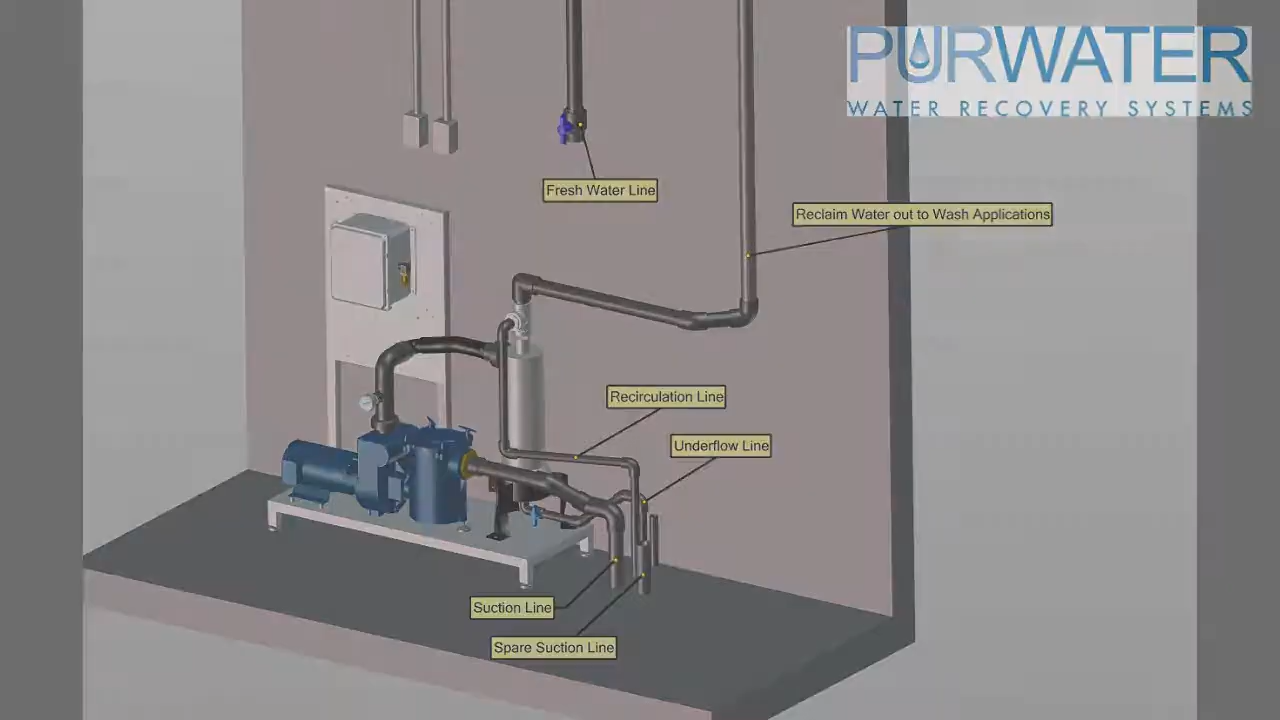 PURWATER
WATER RECOVERY SYSTEMS
Fresh Water Line
Reclaim Water out to Wash Applications
Recirculation Line
Underflow Line
Suction Line
Spare Suction Line